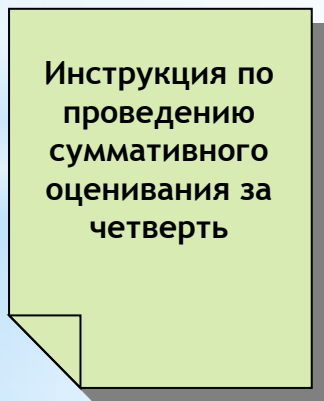 Инструкция по
проведению
суммативного
оценивания за
четверть